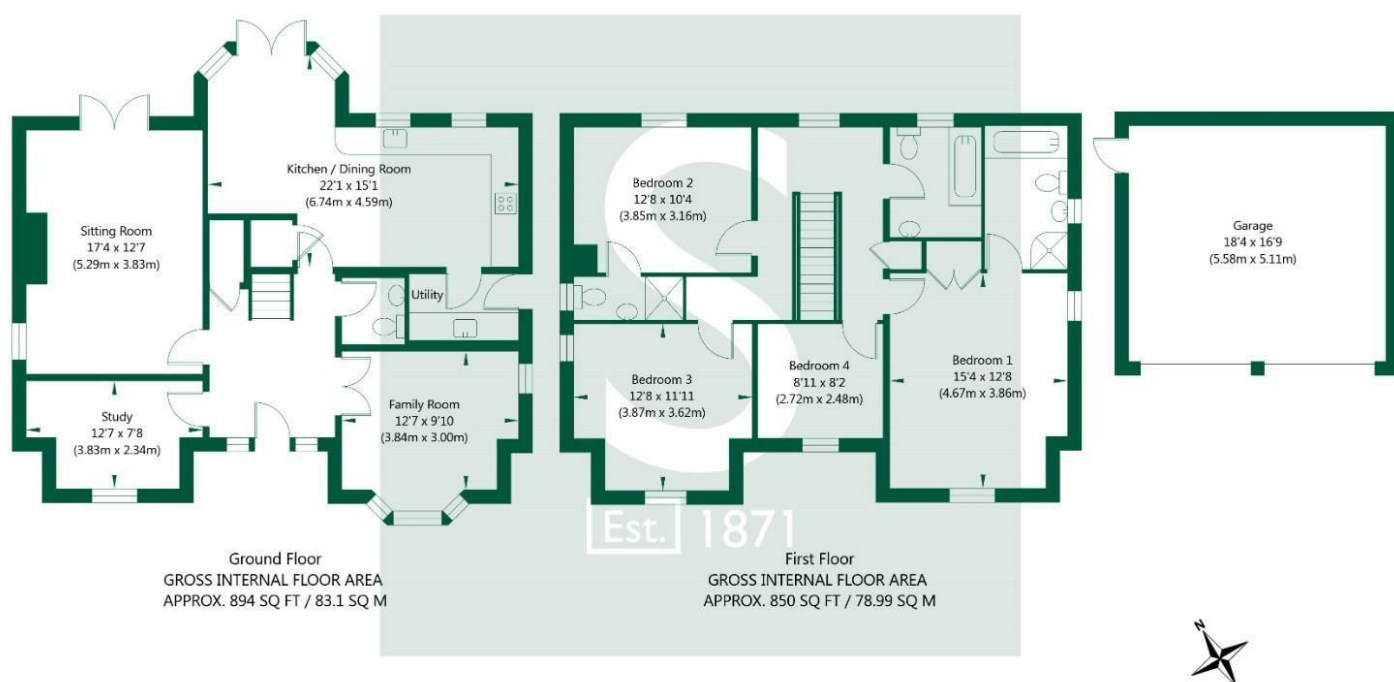 Sitting Room
17'4 x 12'7
(5.29m x 3.83m)
Kitchen / Dining Room
22'1 x 15'1
(6.74m x 4.59m)
Utility
Study
12'7 x 7'8
(3.83m x 2.34m)
Family Room
12'7 x 9'10
(3.84m x 3.00m)
Ground Floor
GROSS INTERNAL FLOOR AREA
APPROX. 894 SQ FT / 83.1 SQ M
Bedroom 2
12'8 x 10'4
(3.85m x 3.16m)
Bedroom 3
12'8 x 11'11
(3.87m x 3.62m)
Bedroom 4
8'11 x 8'2
(2.72m x 2.48m)
Bedroom 1
15'4 x 12'8
(4.67m x 3.86m)
S
Est. 1871
First Floor
GROSS INTERNAL FLOOR AREA
APPROX. 850 SQ FT / 78.99 SQ M
Garage
18'4 x 16'9
(5.58m x 5.11m)
N